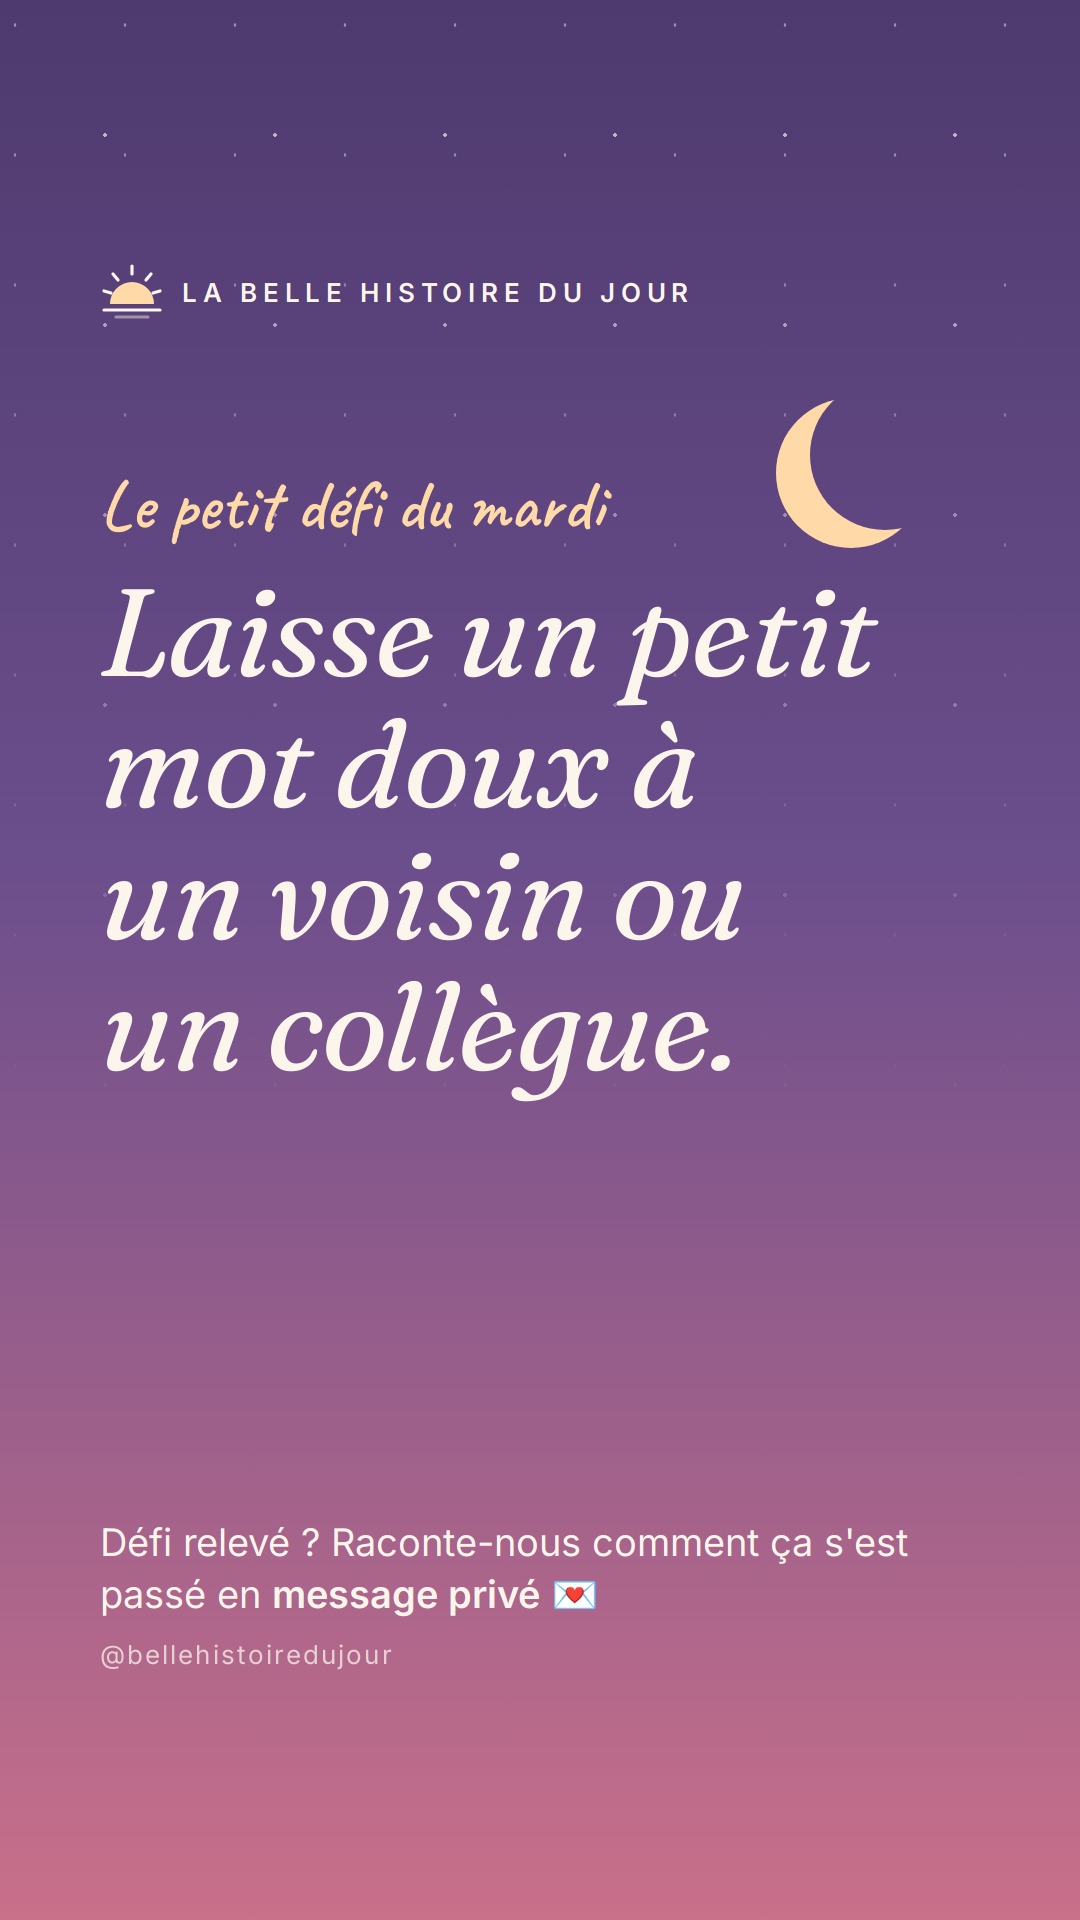 LA BELLE HISTOIRE DU JOUR
Le petit défi du mardi
Laisse un petit
mot doux à
un voisin ou
un collègue.
Défi relevé ? Raconte-nous comment ça s'est
passé en message privé 💌
@bellehistoiredujour